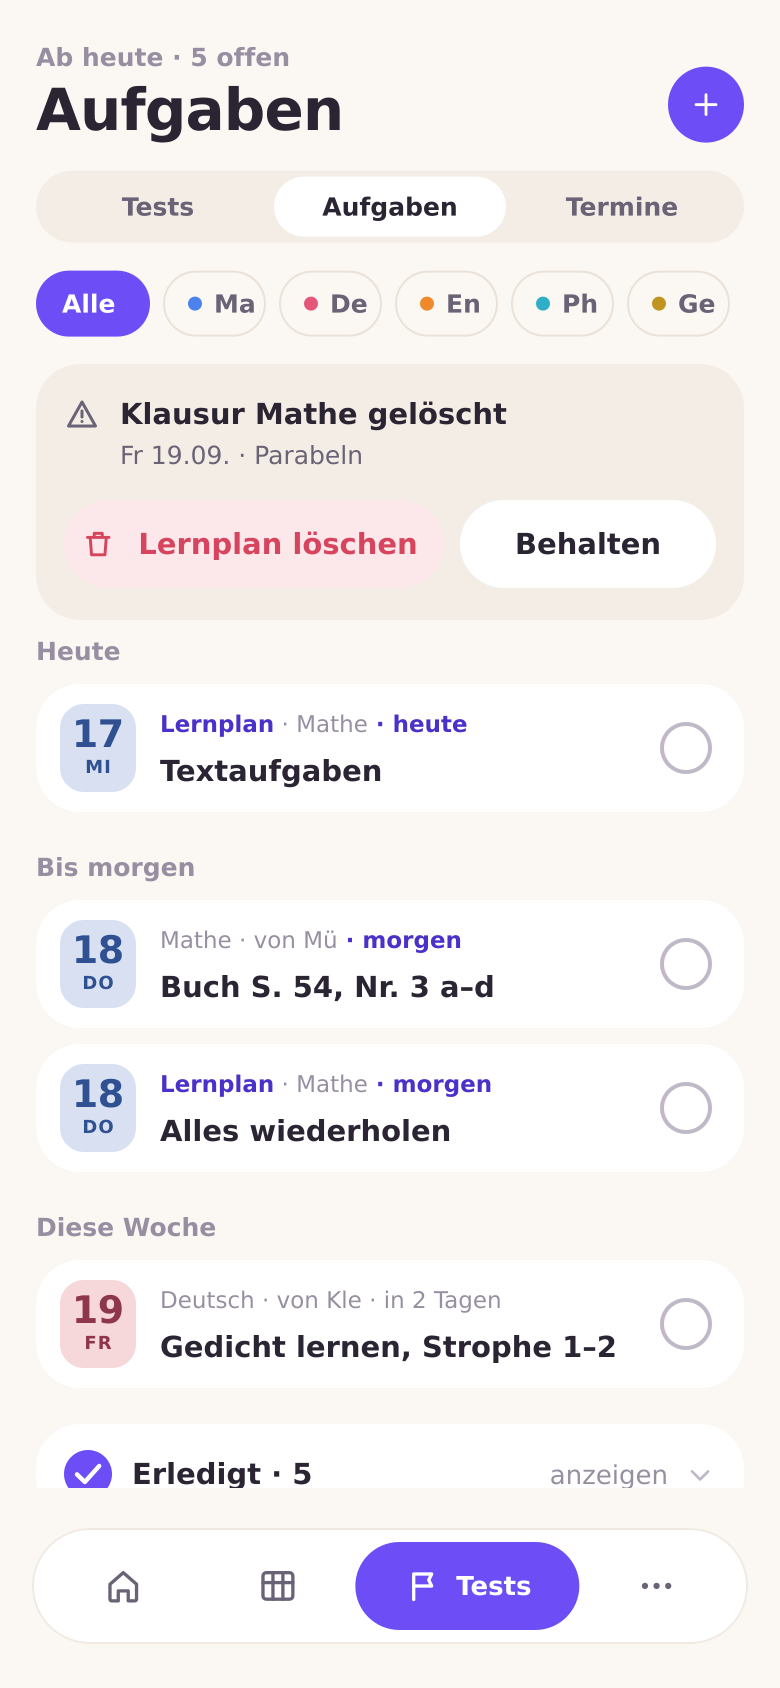 Ab heute · 5 offen
Aufgaben
Tests
Aufgaben
Termine
Alle
Ma
De
En
Ph
Ge
Klausur Mathe gelöscht
Fr 19.09. · Parabeln
Lernplan löschen
Behalten
Heute
17
MI
Lernplan · Mathe · heute
Textaufgaben
Bis morgen
18
DO
Mathe · von Mü · morgen
Buch S. 54, Nr. 3 a–d
18
DO
Lernplan · Mathe · morgen
Alles wiederholen
Diese Woche
19
FR
Deutsch · von Kle · in 2 Tagen
Gedicht lernen, Strophe 1–2
Erledigt · 5
anzeigen
Tests